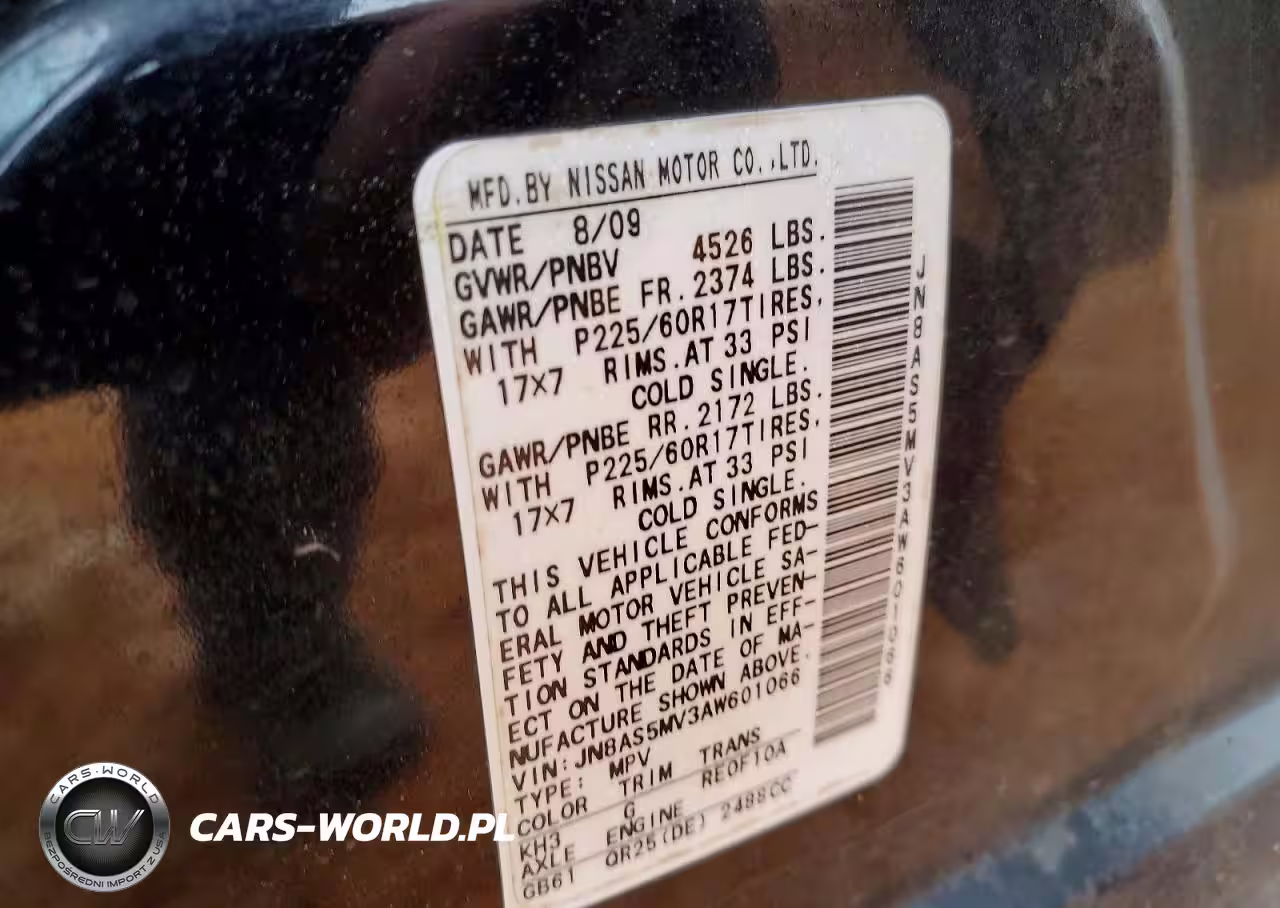 MFD.BY NISSAN MOTOR CO.,LTD.
DATE 8/09
GVWR/PNBV 4526 LBS.
GAWR/PNBE FR.2374 LBS.
WITH P225/60R17TIRES,
17×7 RIMS.AT 33 PSI
COLD SINGLE.
GAWR/PNBE RR.2172 LBS.
WITH P225/60R17TIRES,
17×7 RIMS.AT 33 PSI
COLD SINGLE.
THIS VEHICLE CONFORMS
TO ALL APPLICABLE FED-
ERAL MOTOR VEHICLE SA-
FETY AND THEFT PREVEN-
TION STANDARDS IN EFF-
ECT ON THE DATE OF MA-
NUFACTURE SHOWN ABOVE.
VIN:JN8AS5MV3AW601066
TYPE: MPV
COLOR TRIM TRANS
KH3 G RE0F10A
AXLE ENGINE
GB61 QR25(DE) 2488CC
JN8AS5MV3AW601066
CARS-WORLD
CW
BEZPOŚREDNI IMPORT Z USA
CARS-WORLD.PL